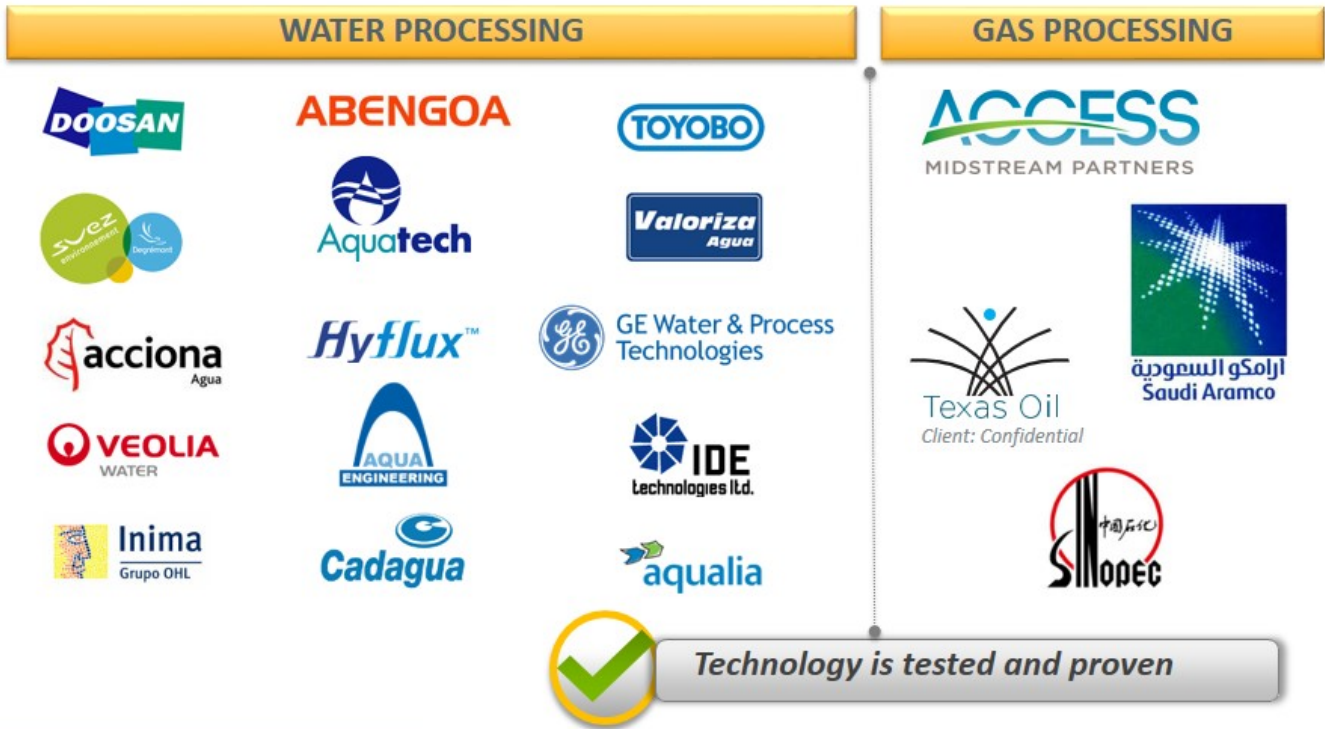 WATER PROCESSING
GAS PROCESSING
DOOSAN
ABENGOA
TOYOBO
suez
environnement
Degrémont
Aquatech
Valoriza
Agua
acciona
Agua
Hyflux™
GE
GE Water & Process
Technologies
VEOLIA
WATER
AQUA
ENGINEERING
IDE
technologies ltd.
Inima
Grupo OHL
Cadagua
aqualia
ACCESS
MIDSTREAM PARTNERS
أرامكو السعودية
Saudi Aramco
Texas Oil
Client: Confidential
中国石化
SINOPEC
Technology is tested and proven